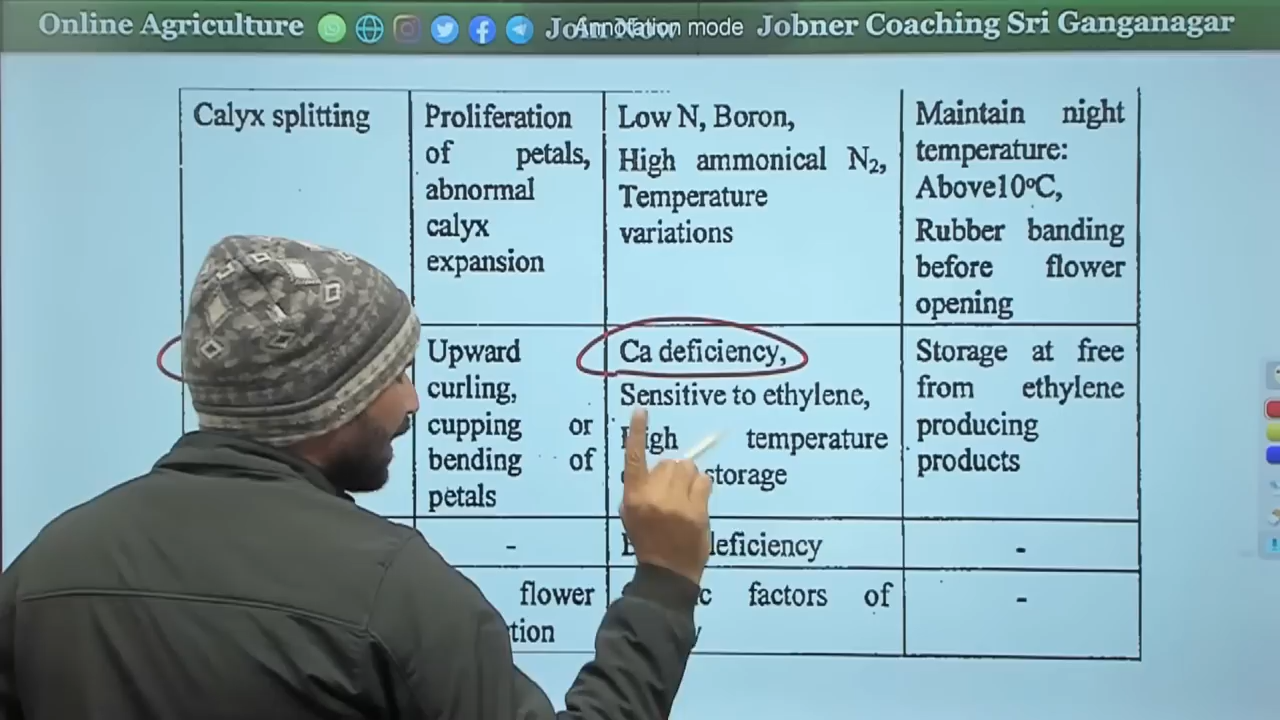 Online Agriculture Join Now Jobner Coaching Sri Ganganagar
Annotation mode
Calyx splitting
Proliferation
of petals,
abnormal
calyx
expansion
Low N, Boron,
High ammonical N₂,
Temperature
variations
Maintain night
temperature:
Above10ºC,
Rubber banding
before flower
opening
Upward
curling,
cupping or
bending of
petals
Ca deficiency,
Sensitive to ethylene,
High temperature
storage
Storage at free
from ethylene
producing
products
-
deficiency
-
flower
factors of
-